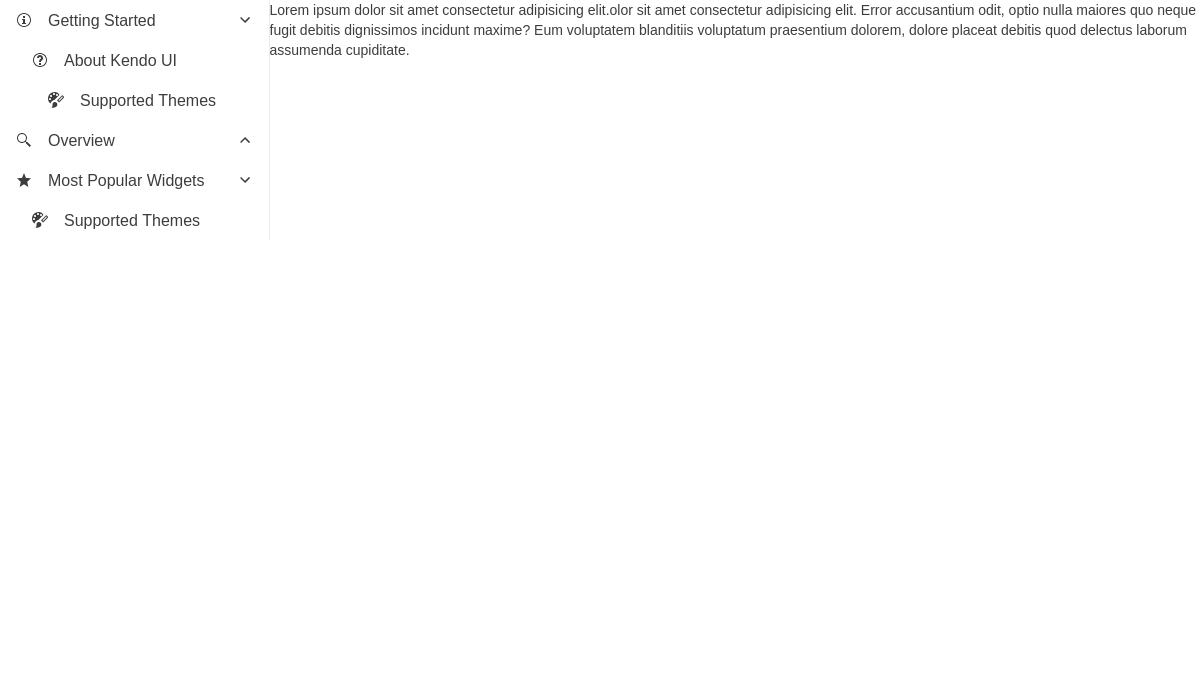 Getting Started
About Kendo UI
Supported Themes
Overview
Most Popular Widgets
Supported Themes
Lorem ipsum dolor sit amet consectetur adipisicing elit.olor sit amet consectetur adipisicing elit. Error accusantium odit, optio nulla maiores quo neque
fugit debitis dignissimos incidunt maxime? Eum voluptatem blanditiis voluptatum praesentium dolorem, dolore placeat debitis quod delectus laborum
assumenda cupiditate.